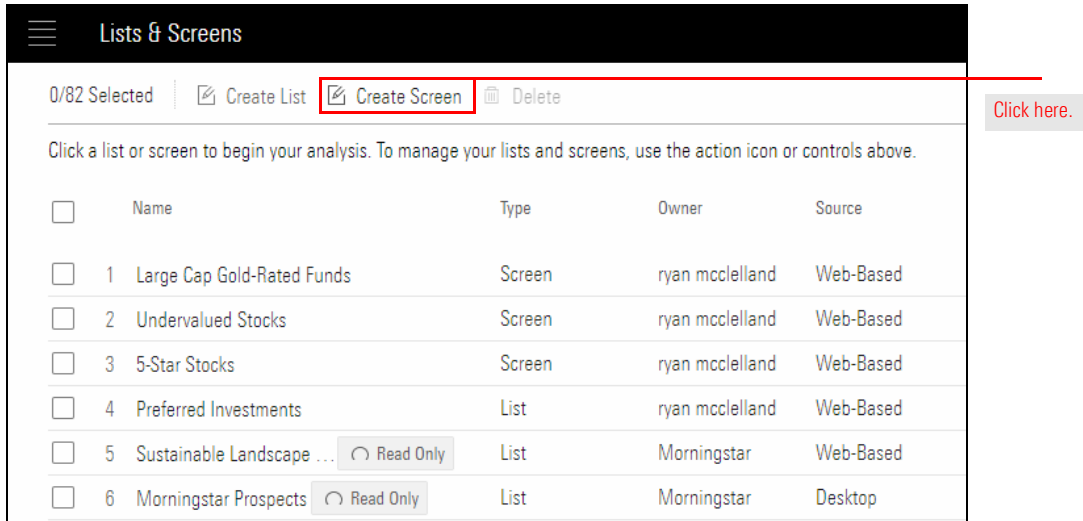 Lists & Screens
0/82 Selected Create List Create Screen Delete
Click here.
Click a list or screen to begin your analysis. To manage your lists and screens, use the action icon or controls above.
Name Type Owner Source
1 Large Cap Gold-Rated Funds Screen ryan mcclelland Web-Based
2 Undervalued Stocks Screen ryan mcclelland Web-Based
3 5-Star Stocks Screen ryan mcclelland Web-Based
4 Preferred Investments List ryan mcclelland Web-Based
5 Sustainable Landscape ... Read Only List Morningstar Web-Based
6 Morningstar Prospects Read Only List Morningstar Desktop